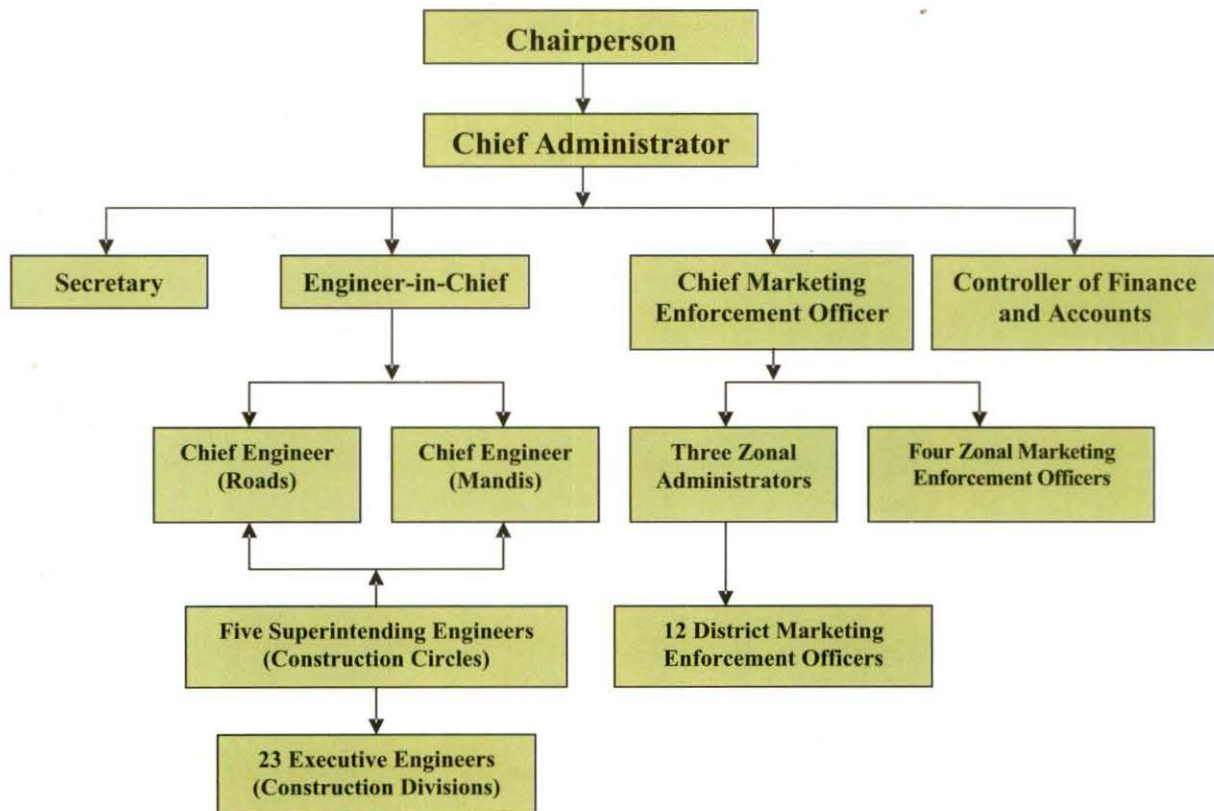 Chairperson
Chief Administrator
Secretary
Engineer-in-Chief
Chief Marketing
Enforcement Officer
Controller of Finance
and Accounts
Chief Engineer
(Roads)
Chief Engineer
(Mandis)
Three Zonal
Administrators
Four Zonal Marketing
Enforcement Officers
Five Superintending Engineers
(Construction Circles)
12 District Marketing
Enforcement Officers
23 Executive Engineers
(Construction Divisions)